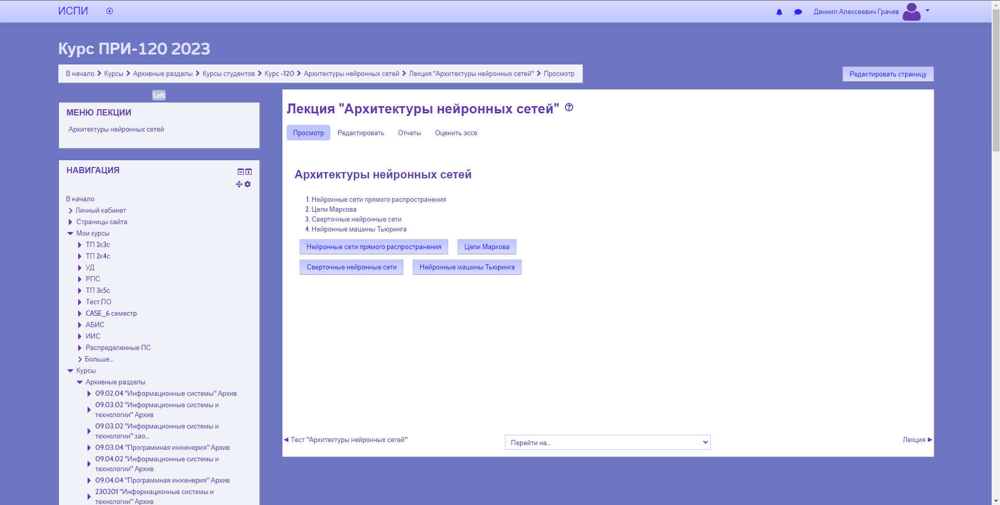 ИСПИ
Даниил Алексеевич Грачев
Курс ПРИ-120 2023
В начало Курсы Архивные разделы Курсы студентов Курс -120 Архитектуры нейронных сетей Лекция "Архитектуры нейронных сетей" Просмотр
Редактировать страницу
Left
МЕНЮ ЛЕКЦИИ
Архитектуры нейронных сетей
НАВИГАЦИЯ
В начало
Личный кабинет
Страницы сайта
Мои курсы
ТП 2к3с
ТП 2к4с
УД
РПС
ТП 3к5с
Тест.ПО
CASE_6 семестр
АБИС
ИИС
Распределенные ПС
Больше...
Курсы
Архивные разделы
09.02.04 "Информационные системы" Архив
09.03.02 "Информационные системы и
технологии" Архив
09.03.02 "Информационные системы и
технологии" зао...
09.03.04 "Программная инженерия" Архив
09.04.02 "Информационные системы и
технологии" Архив
09.04.04 "Программная инженерия" Архив
230201 "Информационные системы и
технологии" Архив
Лекция "Архитектуры нейронных сетей"
Просмотр Редактировать Отчеты Оценить эссе
Архитектуры нейронных сетей
1. Нейронные сети прямого распространения
2. Цепи Маркова
3. Сверточные нейронные сети
4. Нейронные машины Тьюринга
Нейронные сети прямого распространения Цепи Маркова
Сверточные нейронные сети Нейронные машины Тьюринга
◄ Тест "Архитектуры нейронных сетей"
Перейти на...
Лекция ►